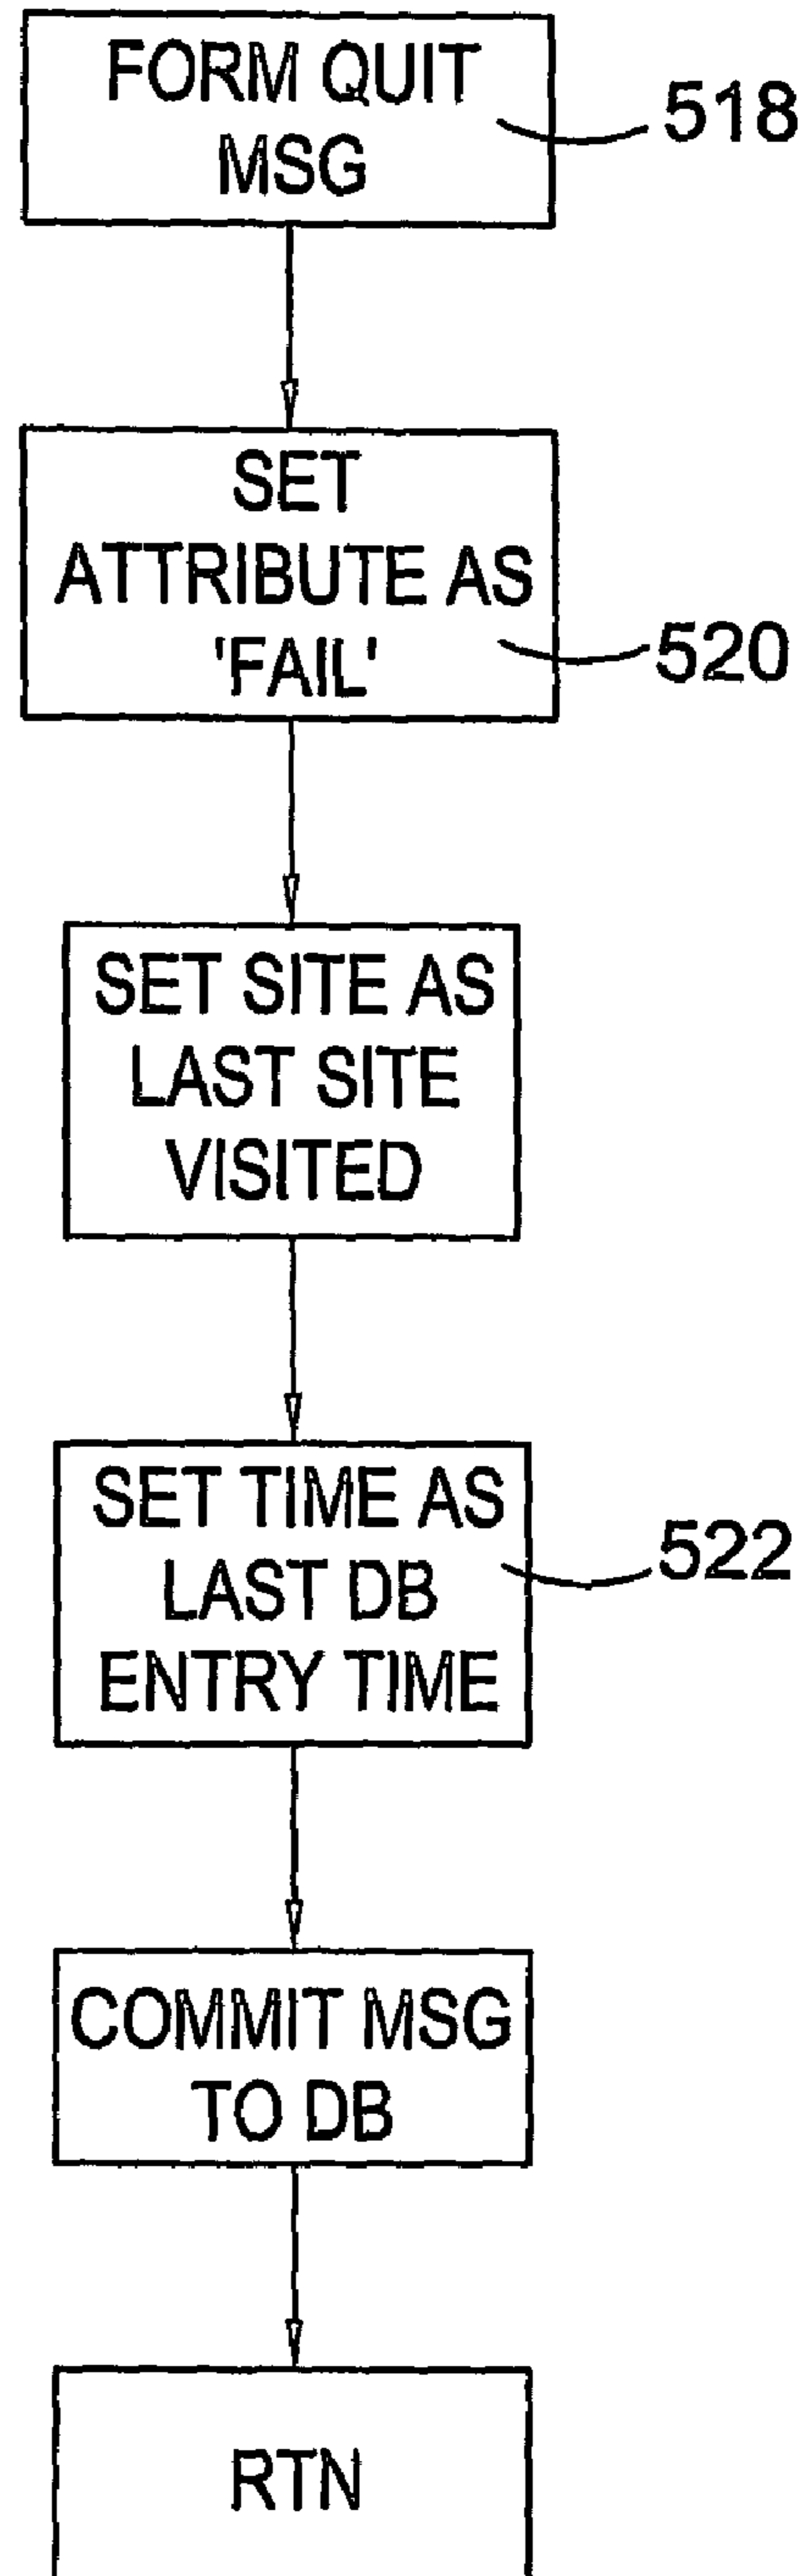 FORM QUIT
MSG
518
SET
ATTRIBUTE AS
'FAIL'
520
SET SITE AS
LAST SITE
VISITED
SET TIME AS
LAST DB
ENTRY TIME
522
COMMIT MSG
TO DB
RTN